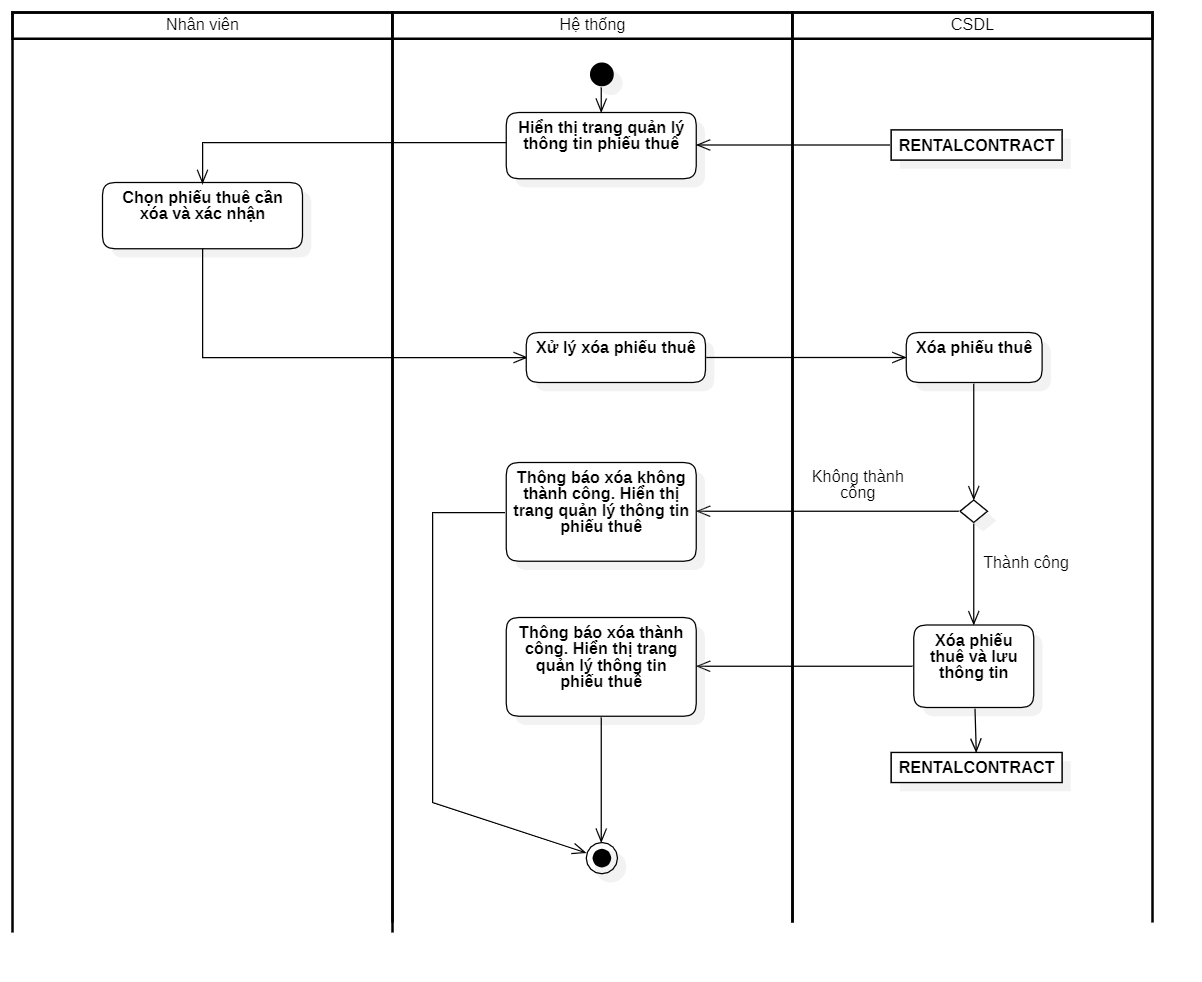 Nhân viên
Hệ thống
CSDL
Hiển thị trang quản lý
thông tin phiếu thuê
RENTALCONTRACT
Chọn phiếu thuê cần
xóa và xác nhận
Xử lý xóa phiếu thuê
Xóa phiếu thuê
Thông báo xóa không
thành công. Hiển thị
trang quản lý thông tin
phiếu thuê
Không thành
công
Thành công
Thông báo xóa thành
công. Hiển thị trang
quản lý thông tin
phiếu thuê
Xóa phiếu
thuê và lưu
thông tin
RENTALCONTRACT